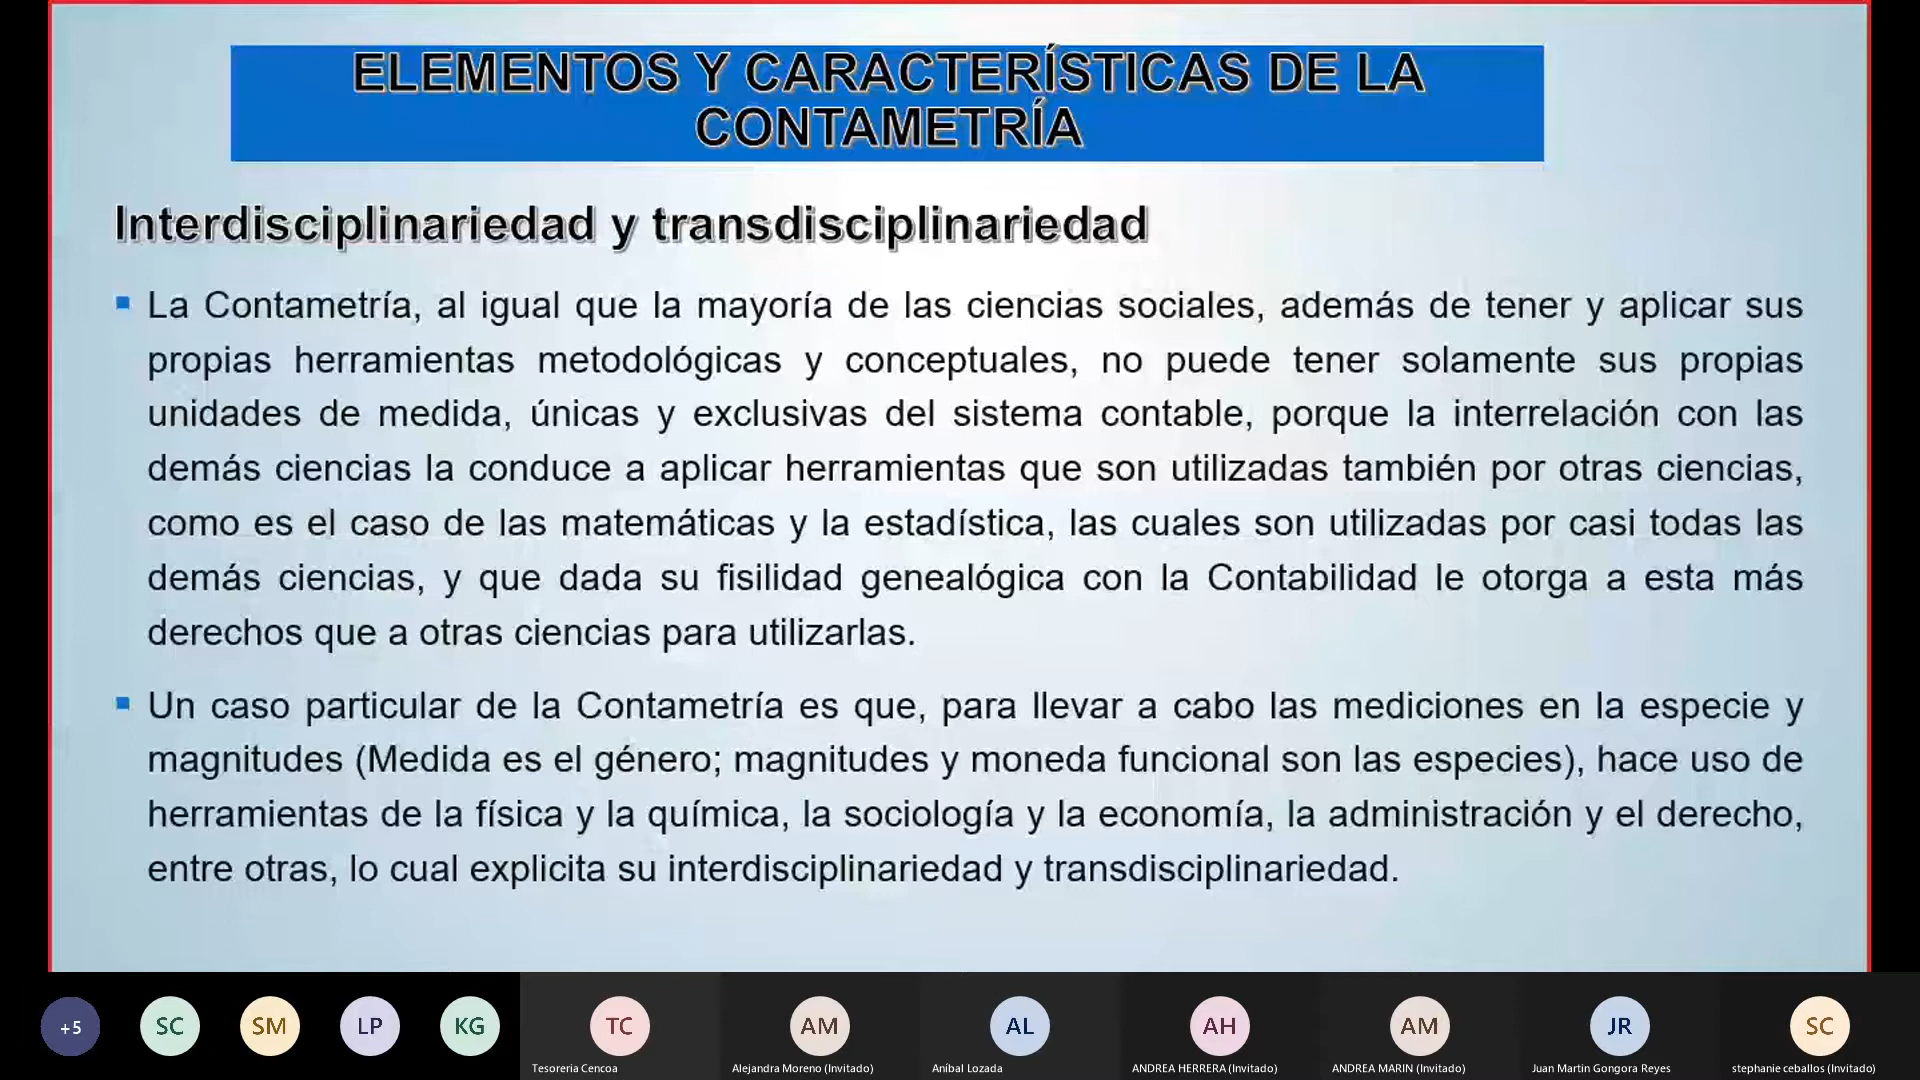 ELEMENTOS Y CARACTERÍSTICAS DE LA
CONTAMETRÍA
Interdisciplinariedad y transdisciplinariedad
La Contametría, al igual que la mayoría de las ciencias sociales, además de tener y aplicar sus
propias herramientas metodológicas y conceptuales, no puede tener solamente sus propias
unidades de medida, únicas y exclusivas del sistema contable, porque la interrelación con las
demás ciencias la conduce a aplicar herramientas que son utilizadas también por otras ciencias,
como es el caso de las matemáticas y la estadística, las cuales son utilizadas por casi todas las
demás ciencias, y que dada su fisilidad genealógica con la Contabilidad le otorga a esta más
derechos que a otras ciencias para utilizarlas.
Un caso particular de la Contametría es que, para llevar a cabo las mediciones en la especie y
magnitudes (Medida es el género; magnitudes y moneda funcional son las especies), hace uso de
herramientas de la física y la química, la sociología y la economía, la administración y el derecho,
entre otras, lo cual explicita su interdisciplinariedad y transdisciplinariedad.
+5 SC SM LP KG TC AM AL AH AM JR SC
Tesoreria Cencoa Alejandra Moreno (Invitado) Aníbal Lozada ANDREA HERRERA (Invitado) ANDREA MARIN (Invitado) Juan Martin Gongora Reyes stephanie ceballos (Invitado)